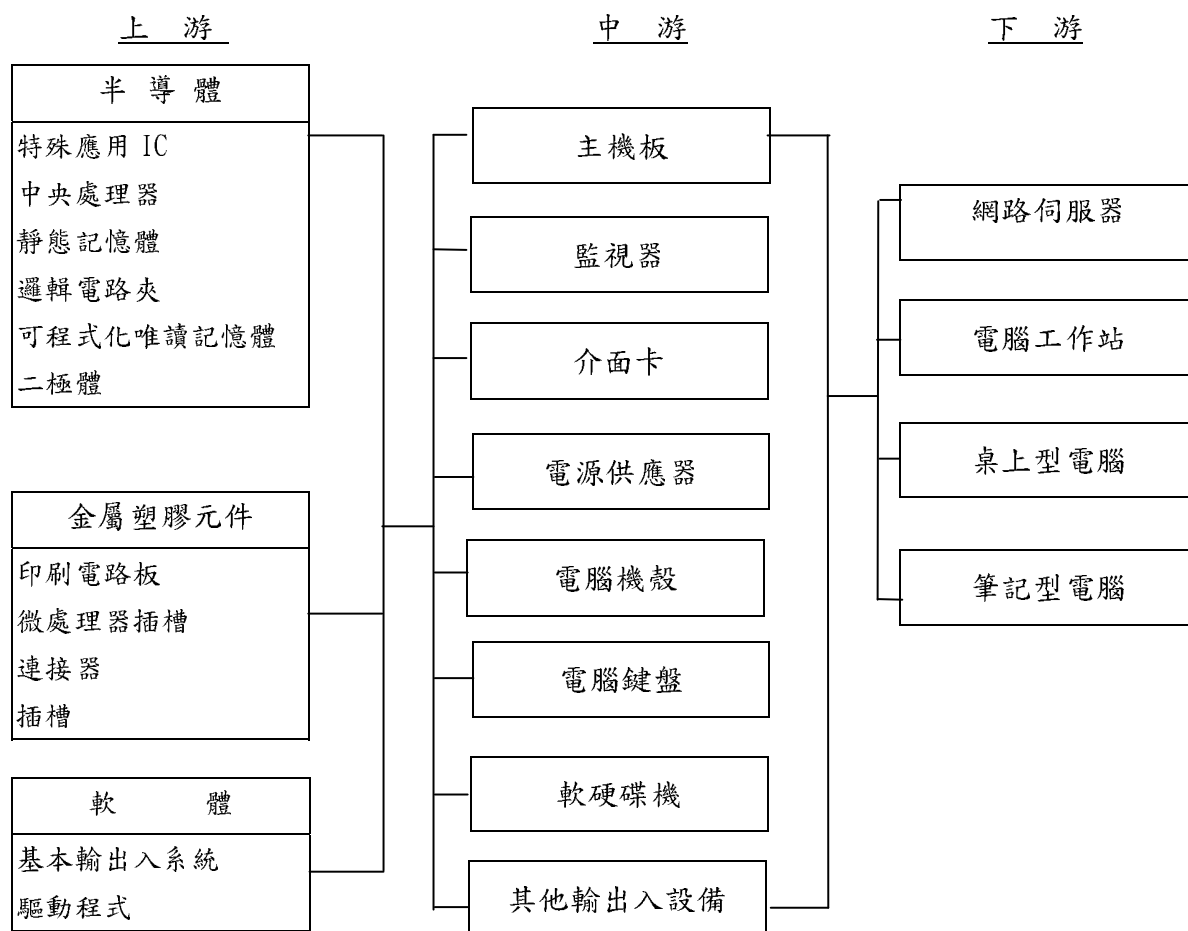 上 游
中 游
下 游
半 導 體
特殊應用 IC
中央處理器
靜態記憶體
邏輯電路夾
可程式化唯讀記憶體
二極體
金屬塑膠元件
印刷電路板
微處理器插槽
連接器
插槽
軟 體
基本輸出入系統
驅動程式
主機板
監視器
介面卡
電源供應器
電腦機殼
電腦鍵盤
軟硬碟機
其他輸出入設備
網路伺服器
電腦工作站
桌上型電腦
筆記型電腦